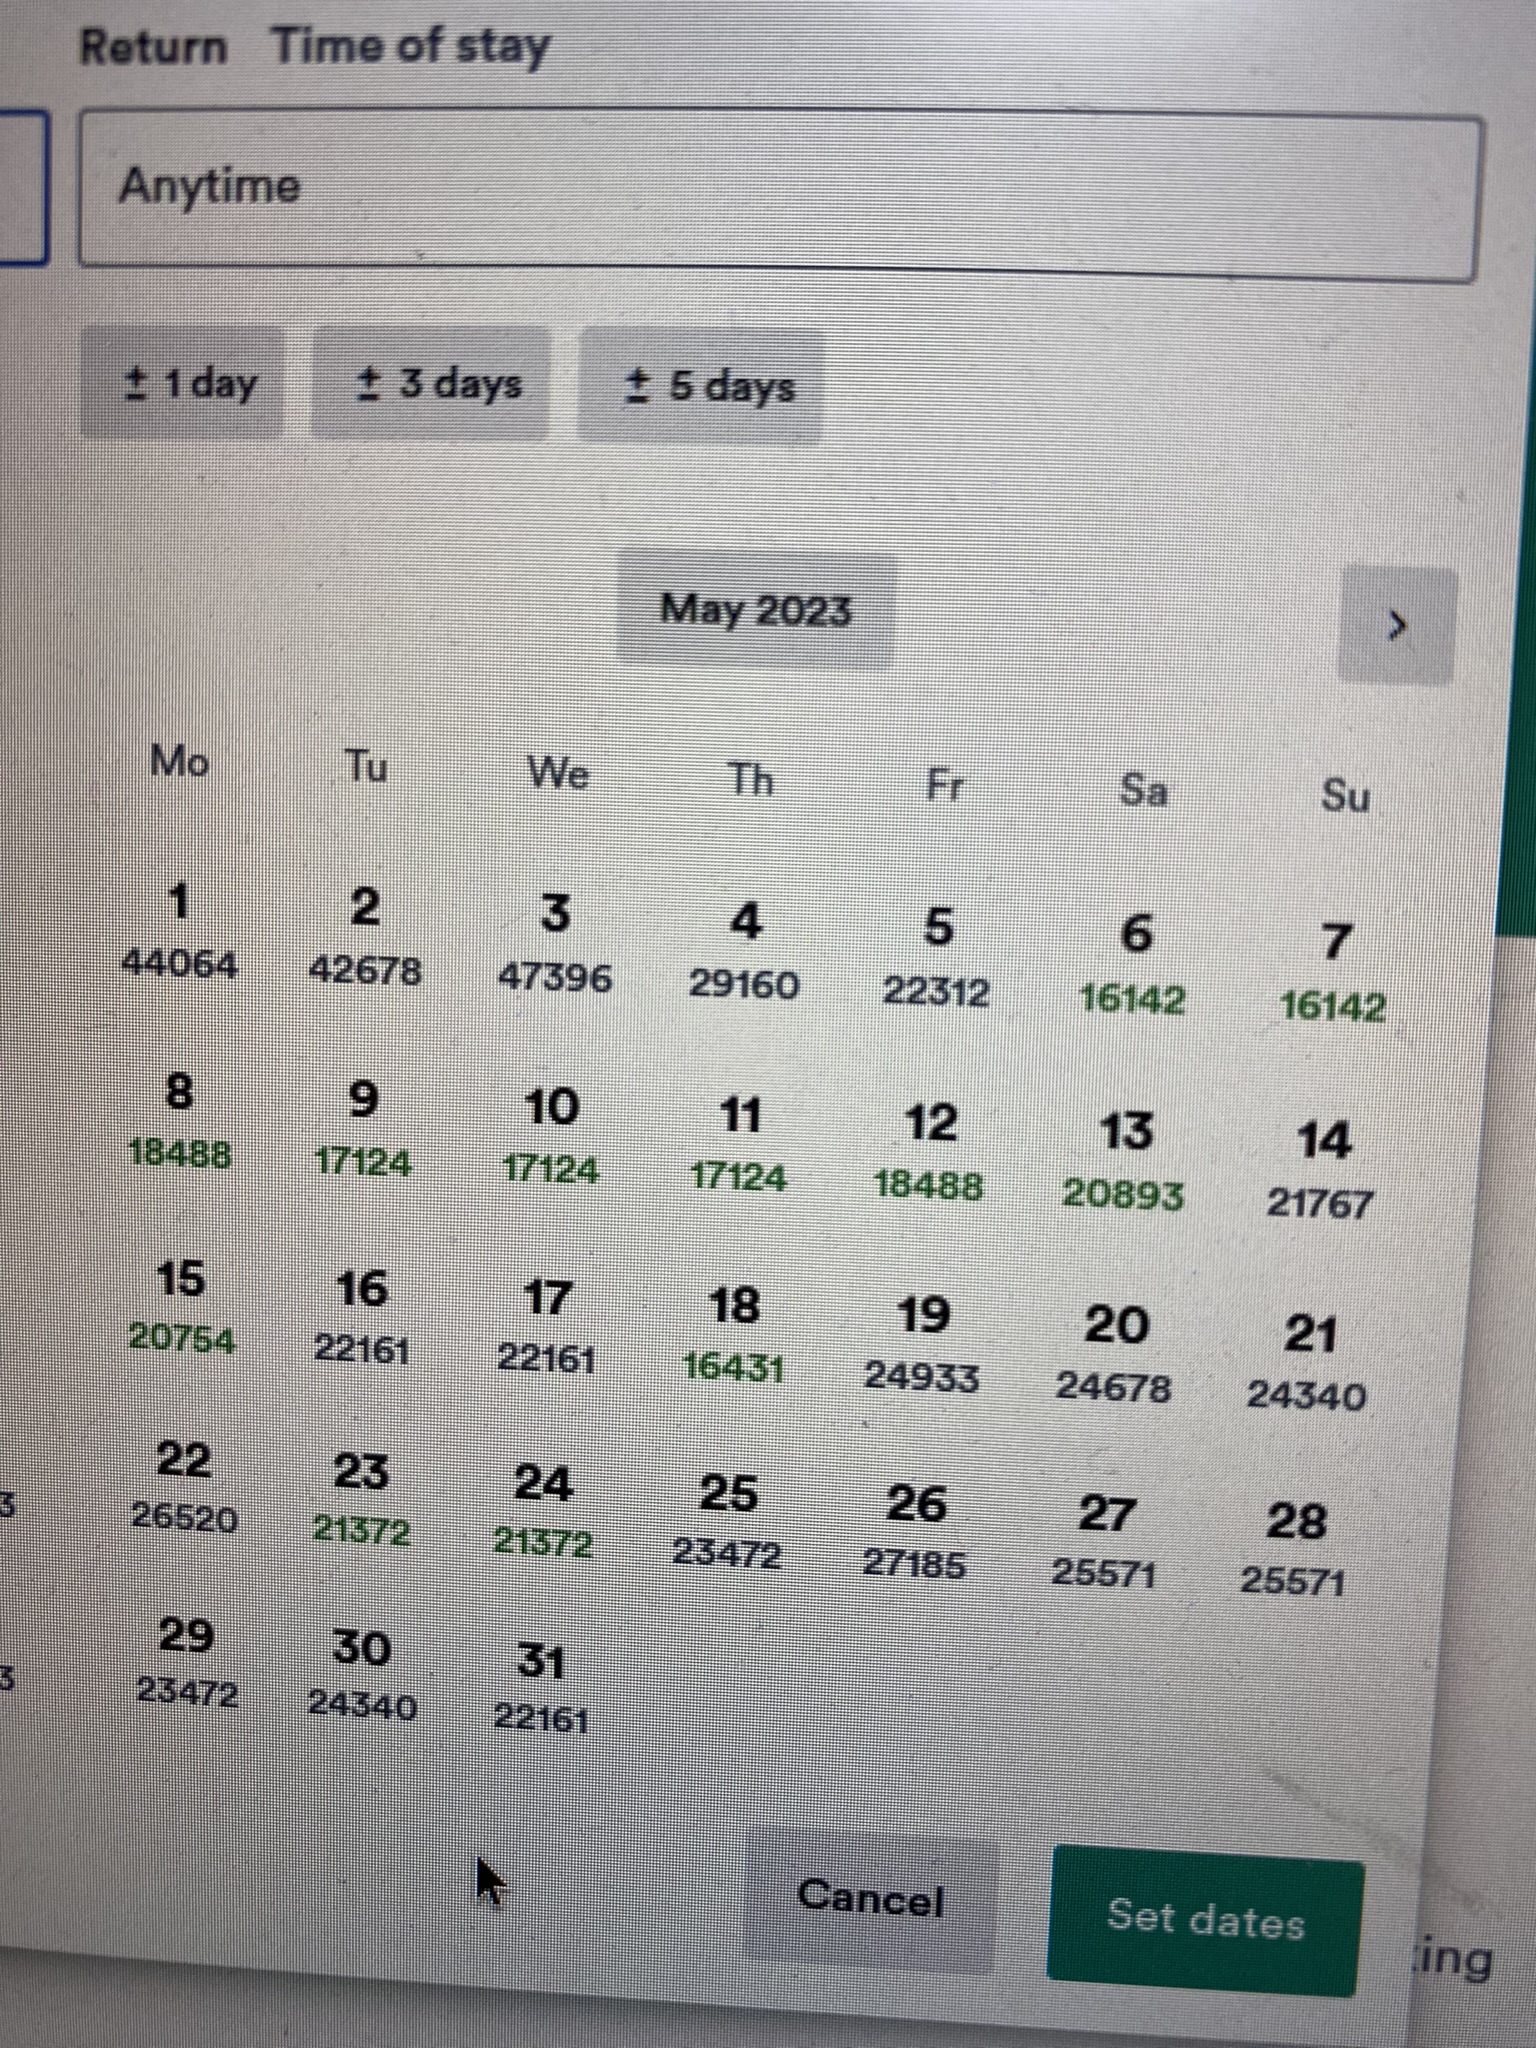 Return Time of stay
Anytime
± 1 day ± 3 days ± 5 days
May 2023 >
Mo Tu We Th Fr Sa Su
1 2 3 4 5 6 7
44064 42678 47396 29160 22312 16142 16142
8 9 10 11 12 13 14
18488 17124 17124 17124 18488 20893 21767
15 16 17 18 19 20 21
20754 22161 22161 16431 24933 24678 24340
22 23 24 25 26 27 28
3 26520 21372 21372 23472 27185 25571 25571
29 30 31
3 23472 24340 22161
Cancel Set dates
ing